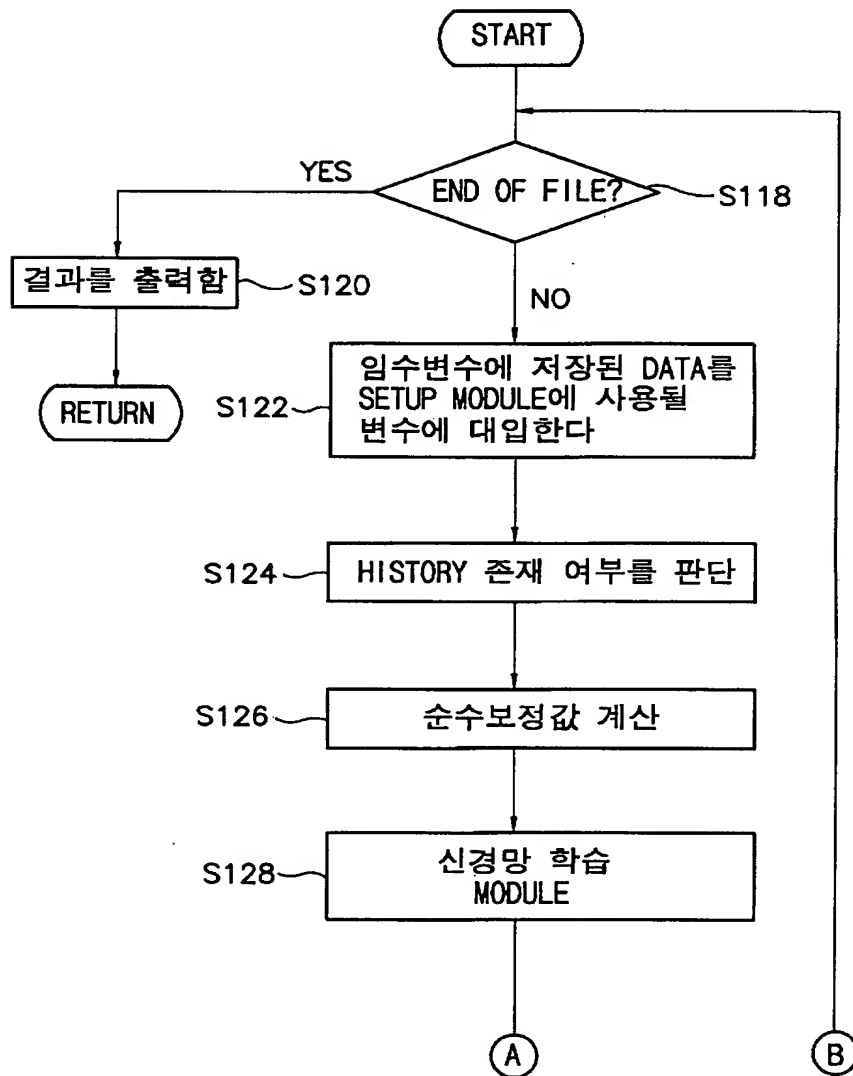 START
YES
END OF FILE?
S118
결과를 출력함
S120
NO
RETURN
S122
임수변수에 저장된 DATA를
SETUP MODULE에 사용될
변수에 대입한다
S124
HISTORY 존재 여부를 판단
S126
순수보정값 계산
S128
신경망 학습
MODULE
A
B